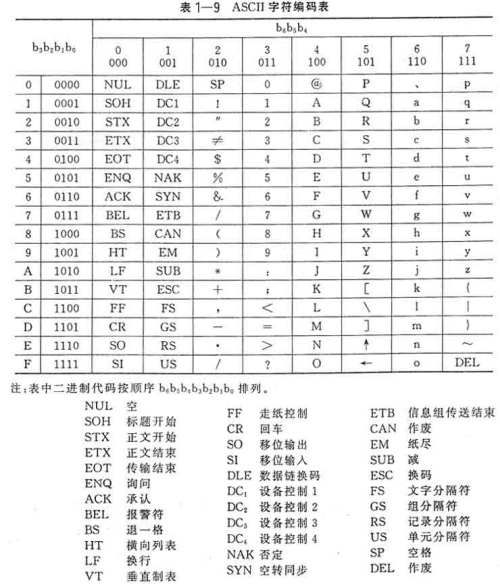 表 1—9 ASCII 字符编码表
b₆b₅b₄
b₃b₂b₁b₀ 0 1 2 3 4 5 6 7
000 001 010 011 100 101 110 111
0 0000 NUL DLE SP 0 @ P 、 p
1 0001 SOH DC1 ! 1 A Q a q
2 0010 STX DC2 " 2 B R b r
3 0011 ETX DC3 ≠ 3 C S c s
4 0100 EOT DC4 $ 4 D T d t
5 0101 ENQ NAK % 5 E U e u
6 0110 ACK SYN & 6 F V f v
7 0111 BEL ETB / 7 G W g w
8 1000 BS CAN ( 8 H X h x
9 1001 HT EM ) 9 I Y i y
A 1010 LF SUB * : J Z j z
B 1011 VT ESC + ; K [ k {
C 1100 FF FS , < L \ l |
D 1101 CR GS - = M ] m }
E 1110 SO RS · > N ↑ n ~
F 1111 SI US / ? O ← o DEL
注:表中二进制代码按顺序 b₆b₅b₄b₃b₂b₁b₀ 排列。
NUL 空
SOH 标题开始
STX 正文开始
ETX 正文结束
EOT 传输结束
ENQ 询问
ACK 承认
BEL 报警符
BS 退一格
HT 横向列表
LF 换行
VT 垂直制表
FF 走纸控制
CR 回车
SO 移位输出
SI 移位输入
DLE 数据链换码
DC₁ 设备控制 1
DC₂ 设备控制 2
DC₃ 设备控制 3
DC₄ 设备控制 4
NAK 否定
SYN 空转同步
ETB 信息组传送结束
CAN 作废
EM 纸尽
SUB 减
ESC 换码
FS 文字分隔符
GS 组分隔符
RS 记录分隔符
US 单元分隔符
SP 空格
DEL 作废